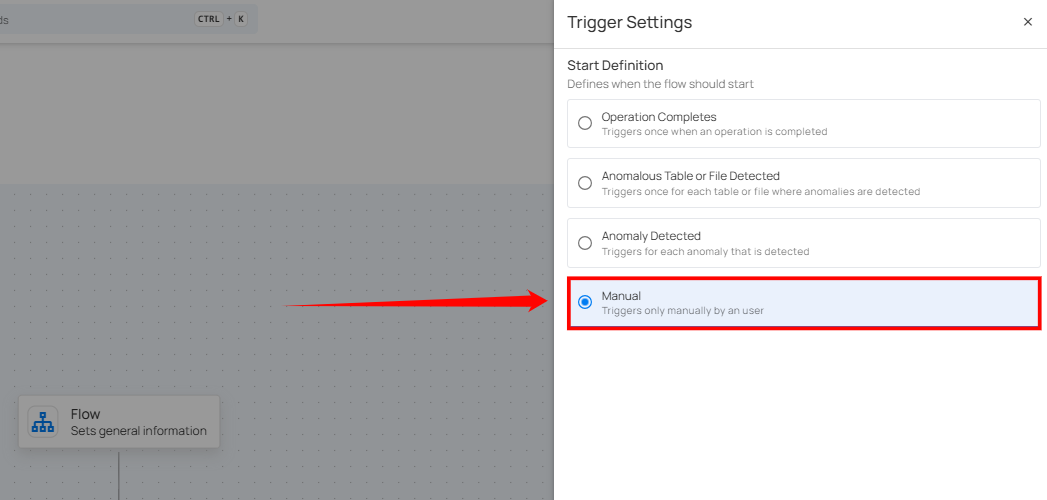 ds
CTRL + K
Trigger Settings
Start Definition
Defines when the flow should start
Operation Completes
Triggers once when an operation is completed
Anomalous Table or File Detected
Triggers once for each table or file where anomalies are detected
Anomaly Detected
Triggers for each anomaly that is detected
Manual
Triggers only manually by an user
Flow
Sets general information